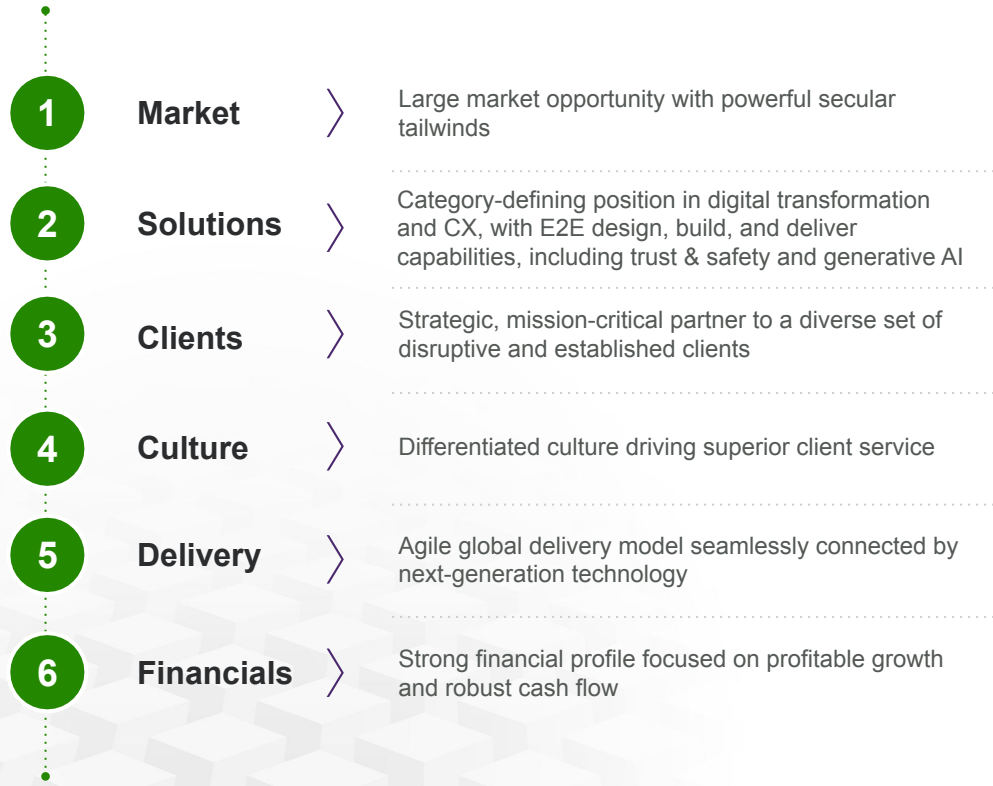 1
Market
Large market opportunity with powerful secular
tailwinds
2
Solutions
Category-defining position in digital transformation
and CX, with E2E design, build, and deliver
capabilities, including trust & safety and generative AI
3
Clients
Strategic, mission-critical partner to a diverse set of
disruptive and established clients
4
Culture
Differentiated culture driving superior client service
5
Delivery
Agile global delivery model seamlessly connected by
next-generation technology
6
Financials
Strong financial profile focused on profitable growth
and robust cash flow